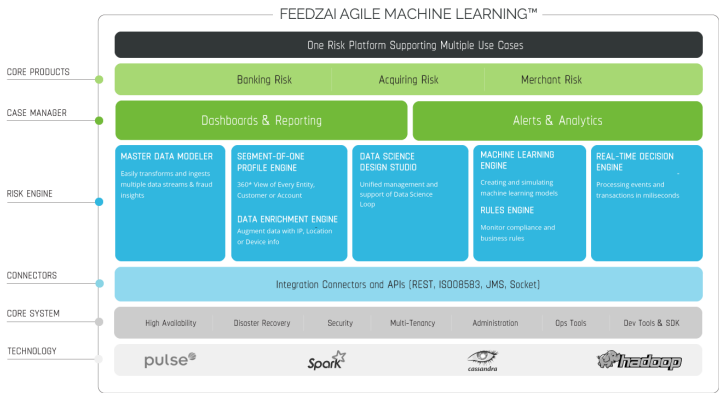 FEEDZAI AGILE MACHINE LEARNING™
One Risk Platform Supporting Multiple Use Cases
CORE PRODUCTS
Banking Risk
Acquiring Risk
Merchant Risk
CASE MANAGER
Dashboards & Reporting
Alerts & Analytics
RISK ENGINE
MASTER DATA MODELER
Easily transforms and ingests
multiple data streams & fraud
insights
SEGMENT-OF-ONE
PROFILE ENGINE
360° View of Every Entity,
Customer or Account
DATA ENRICHMENT ENGINE
Augment data with IP, Location
or Device info
DATA SCIENCE
DESIGN STUDIO
Unified management and
support of Data Science
Loop
MACHINE LEARNING
ENGINE
Creating and simulating
machine learning models
RULES ENGINE
Monitor compliance and
business rules
REAL-TIME DECISION
ENGINE
Processing events and
transactions in miliseconds
CONNECTORS
Integration Connectors and APIs (REST, ISO8583, JMS, Socket)
CORE SYSTEM
High Availability
Disaster Recovery
Security
Multi-Tenancy
Administration
Ops Tools
Dev Tools & SDK
TECHNOLOGY
pulse
Spark
cassandra
hadoop